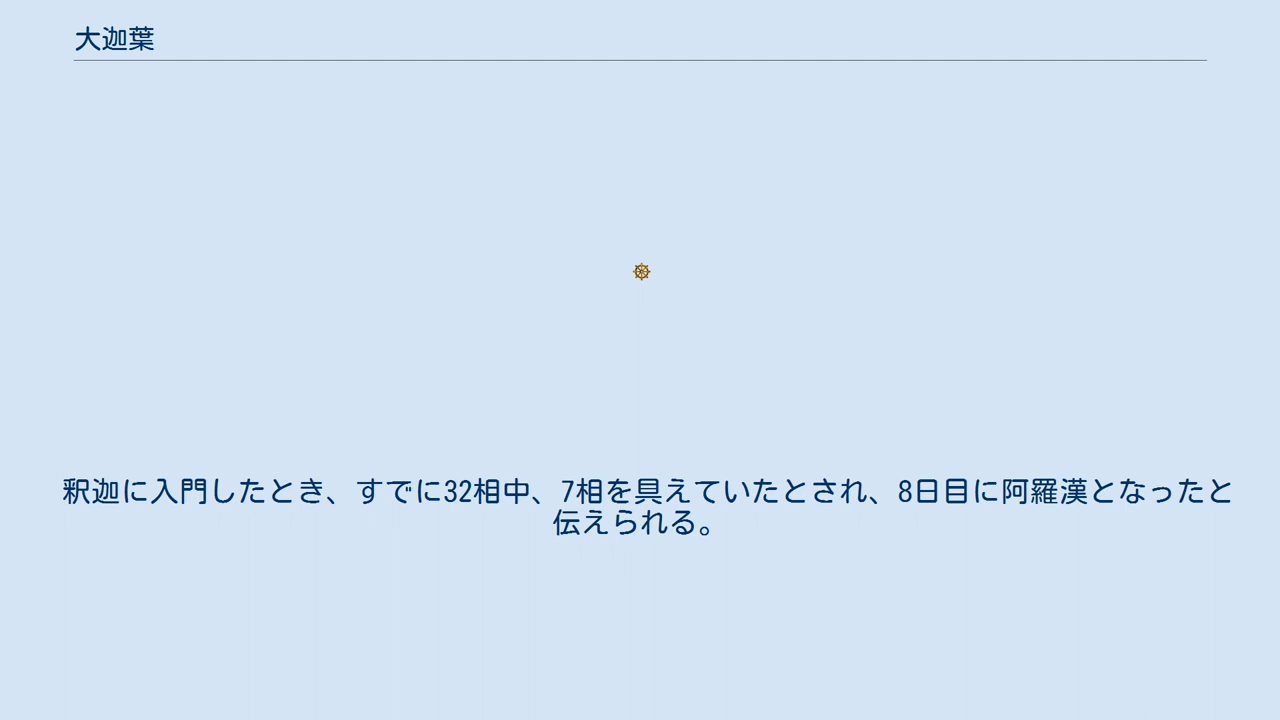 大迦葉
釈迦に入門したとき、すでに32相中、7相を具えていたとされ、8日目に阿羅漢となったと
伝えられる。